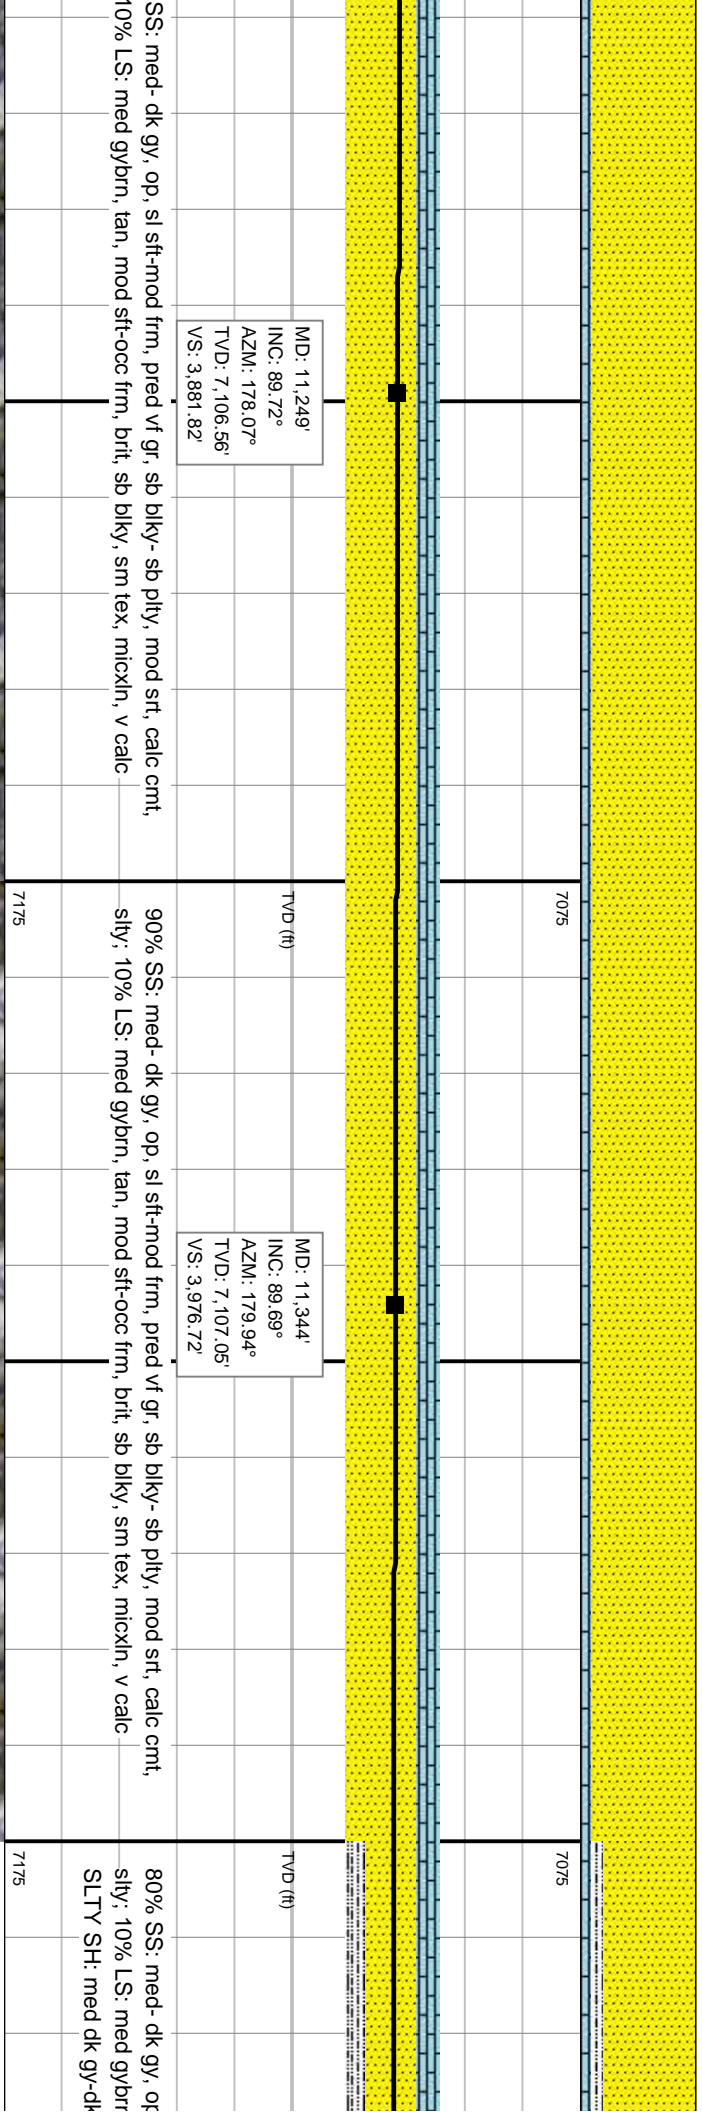 SS: med- dk gy, op, sl sft-mod frm, pred vf gr, sb blky- sb plty, mod srt, calc cmt,
10% LS: med gybrn, tan, mod sft-occ frm, brit, sb blky, sm tex, micxln, v calc
MD: 11,249'
INC: 89.72°
AZM: 178.07°
TVD: 7,106.56'
VS: 3,881.82'
7075
TVD (ft)
7175
90% SS: med- dk gy, op, sl sft-mod frm, pred vf gr, sb blky- sb plty, mod srt, calc cmt,
slty; 10% LS: med gybrn, tan, mod sft-occ frm, brit, sb blky, sm tex, micxln, v calc
MD: 11,344'
INC: 89.69°
AZM: 179.94°
TVD: 7,107.05'
VS: 3,976.72'
7075
TVD (ft)
7175
80% SS: med- dk gy, op
slty; 10% LS: med gybrn
SLTY SH: med dk gy-dk